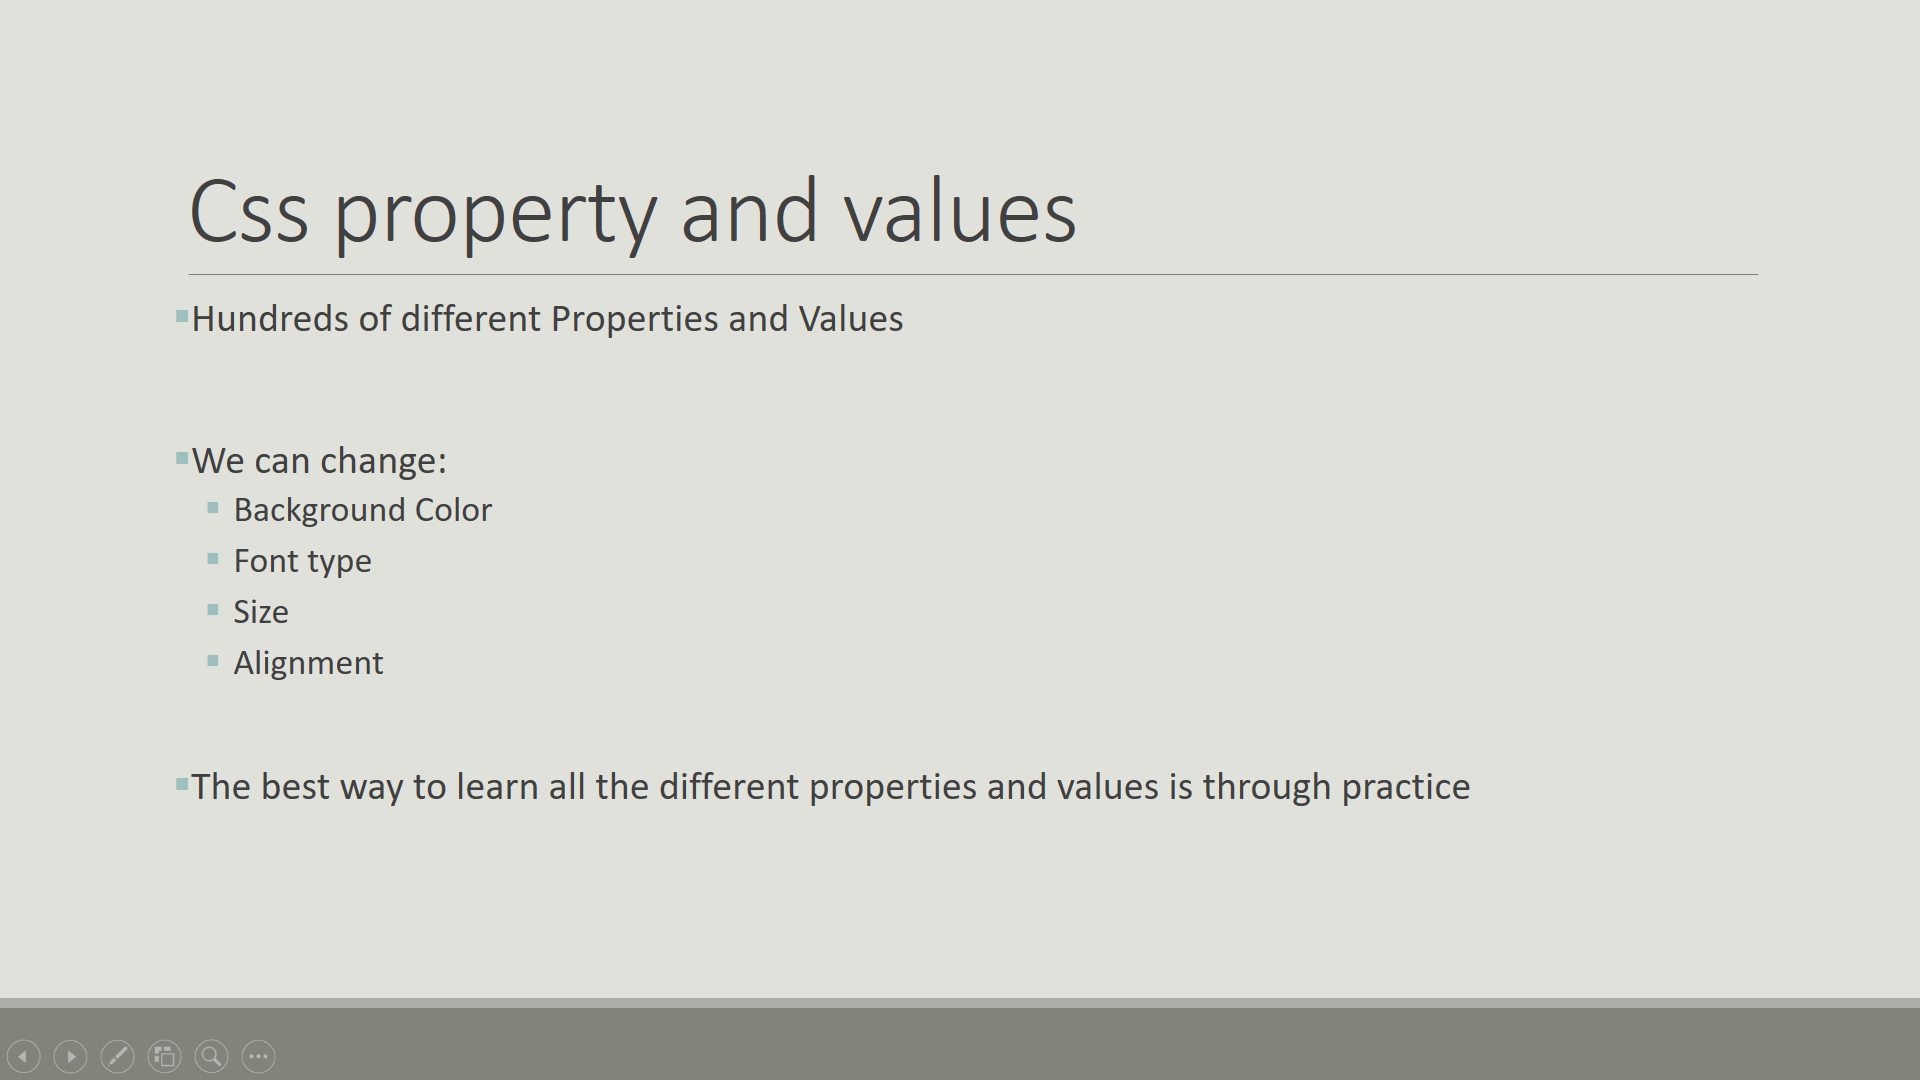 Css property and values
Hundreds of different Properties and Values
We can change:
Background Color
Font type
Size
Alignment
The best way to learn all the different properties and values is through practice